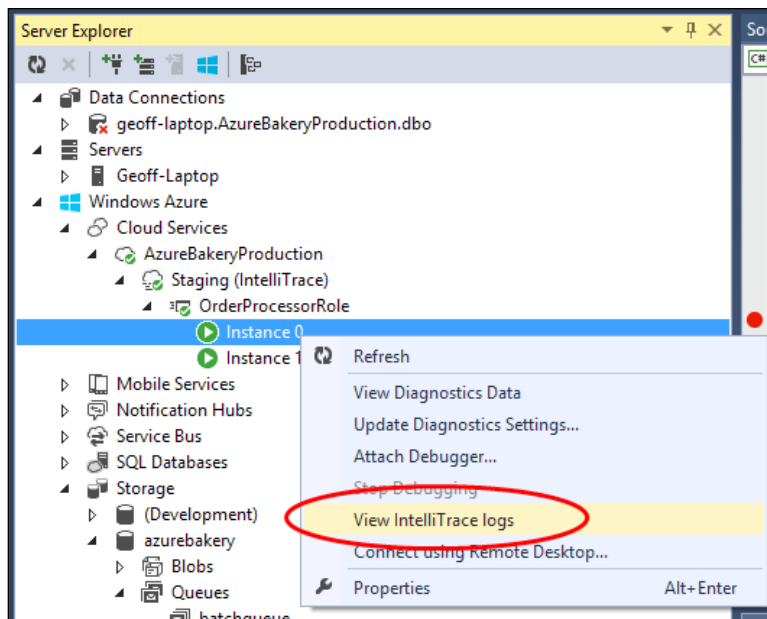 Server Explorer
So
C#
Data Connections
geoff-laptop.AzureBakeryProduction.dbo
Servers
Geoff-Laptop
Windows Azure
Cloud Services
AzureBakeryProduction
Staging (IntelliTrace)
OrderProcessorRole
Instance 0
Instance 1
Refresh
Mobile Services
View Diagnostics Data
Notification Hubs
Update Diagnostics Settings...
Service Bus
Attach Debugger...
SQL Databases
Stop Debugging
Storage
(Development)
View IntelliTrace logs
azurebakery
Connect using Remote Desktop...
Blobs
Queues
Properties Alt+Enter
batchqueue